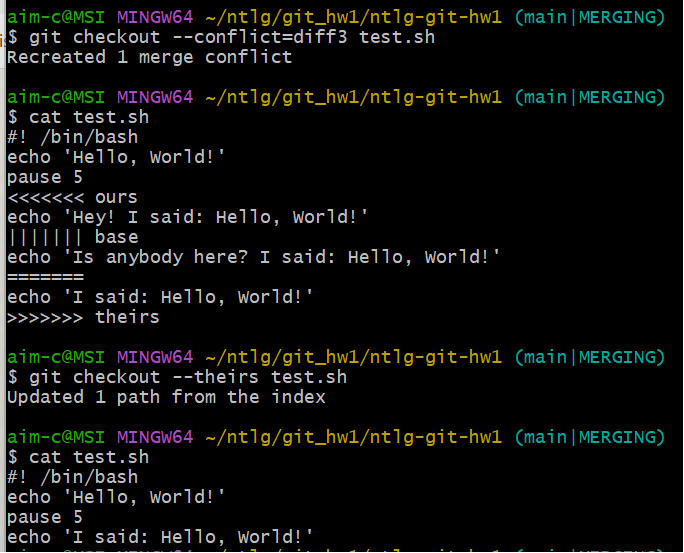 aim-c@MSI MINGW64 ~/ntlg/git_hw1/ntlg-git-hw1 (main|MERGING)
$ git checkout --conflict=diff3 test.sh
Recreated 1 merge conflict
aim-c@MSI MINGW64 ~/ntlg/git_hw1/ntlg-git-hw1 (main|MERGING)
$ cat test.sh
#! /bin/bash
echo 'Hello, World!'
pause 5
<<<<<<< ours
echo 'Hey! I said: Hello, World!'
||||||| base
echo 'Is anybody here? I said: Hello, World!'
=======
echo 'I said: Hello, World!'
>>>>>>> theirs
aim-c@MSI MINGW64 ~/ntlg/git_hw1/ntlg-git-hw1 (main|MERGING)
$ git checkout --theirs test.sh
Updated 1 path from the index
aim-c@MSI MINGW64 ~/ntlg/git_hw1/ntlg-git-hw1 (main|MERGING)
$ cat test.sh
#! /bin/bash
echo 'Hello, World!'
pause 5
echo 'I said: Hello, World!'